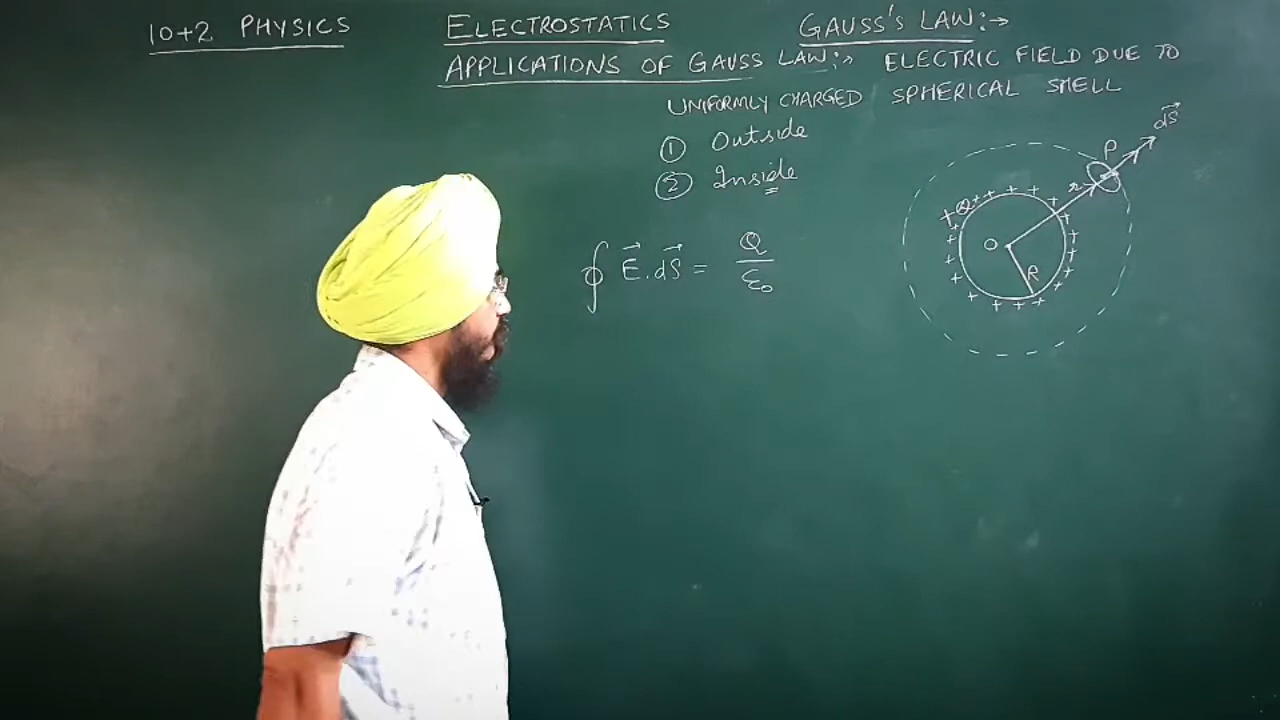 10+2 PHYSICS ELECTROSTATICS GAUSS'S LAW:→
APPLICATIONS OF GAUSS LAW:→ ELECTRIC FIELD DUE TO
UNIFORMLY CHARGED SPHERICAL SHELL
① Outside
② Inside
∮ E⃗.dS⃗ = Q/ε₀
dS⃗
P
r
Q
O
R